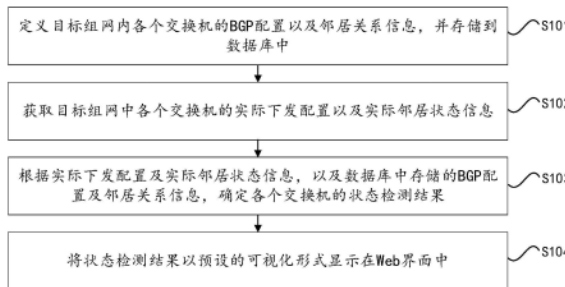 定义目标组网内各个交换机的BGP配置以及邻居关系信息，并存储到
数据库中
S101
获取目标组网中各个交换机的实际下发配置以及实际邻居状态信息
S102
根据实际下发配置及实际邻居状态信息，以及数据库中存储的BGP配
置及邻居关系信息，确定各个交换机的状态检测结果
S103
将状态检测结果以预设的可视化形式显示在Web界面中
S104